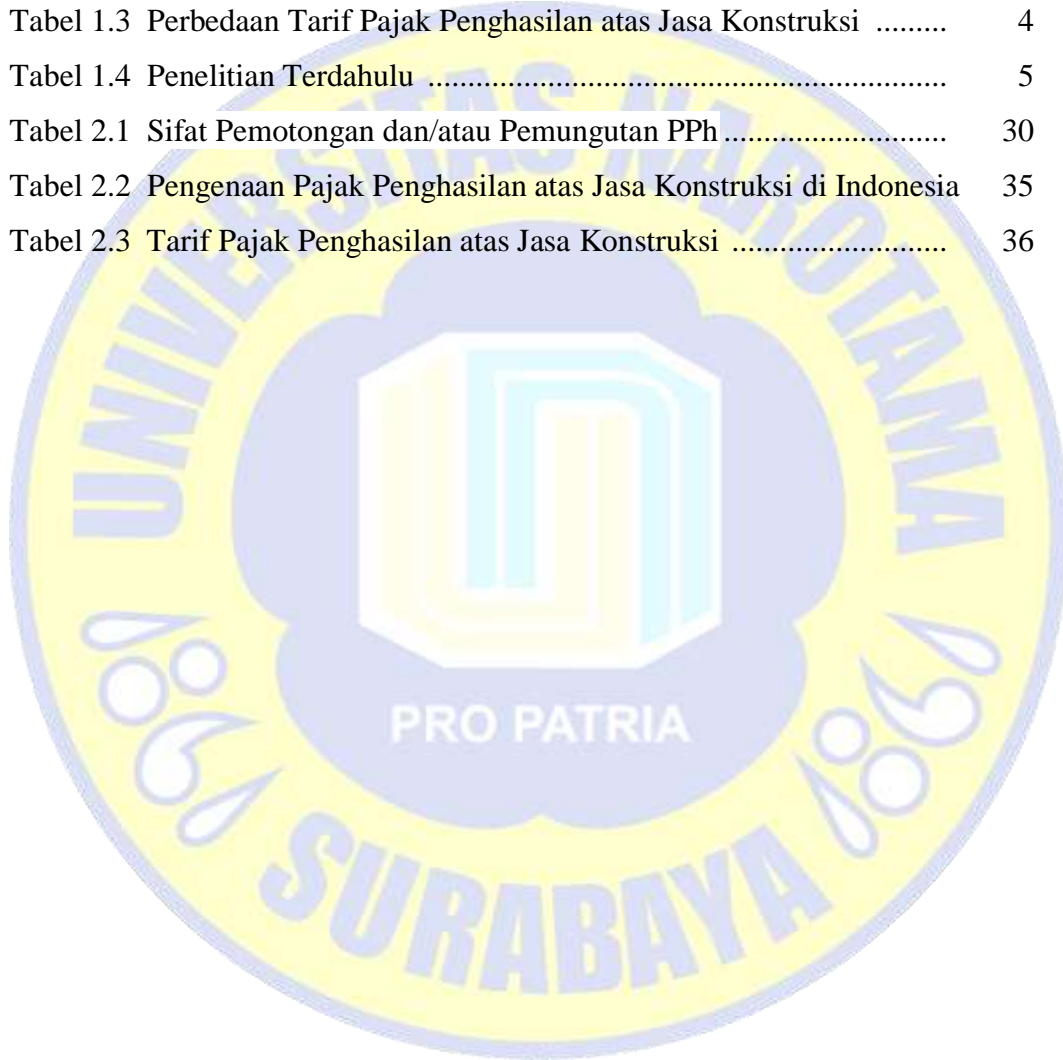 Tabel 1.3 Perbedaan Tarif Pajak Penghasilan atas Jasa Konstruksi ......... 4
Tabel 1.4 Penelitian Terdahulu ................................................................. 5
Tabel 2.1 Sifat Pemotongan dan/atau Pemungutan PPh ............................ 30
Tabel 2.2 Pengenaan Pajak Penghasilan atas Jasa Konstruksi di Indonesia 35
Tabel 2.3 Tarif Pajak Penghasilan atas Jasa Konstruksi ........................... 36
UNIVERSITAS NAROTAMA
PRO PATRIA
SURABAYA